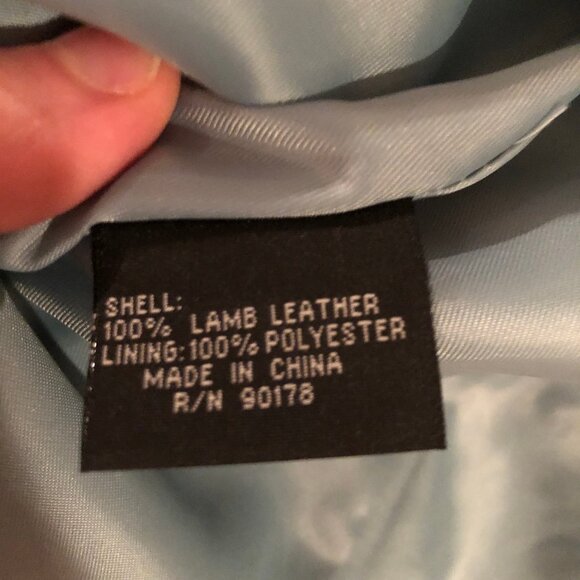 SHELL:
100% LAMB LEATHER
LINING:100% POLYESTER
MADE IN CHINA
R/N 90178